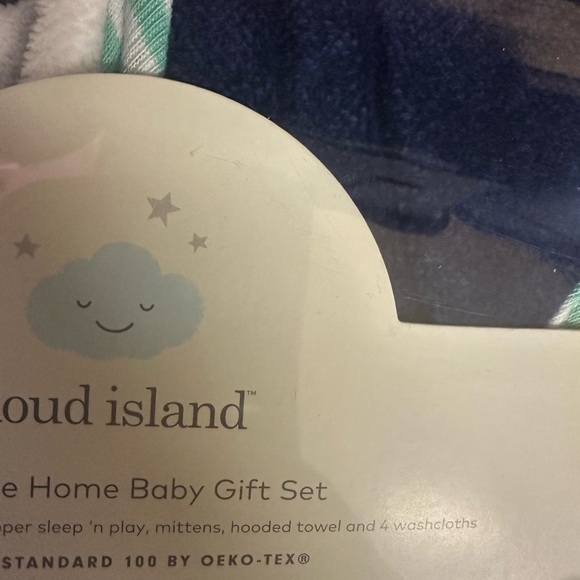 loud island™
e Home Baby Gift Set
per sleep 'n play, mittens, hooded towel and 4 washcloths
STANDARD 100 BY OEKO-TEX®